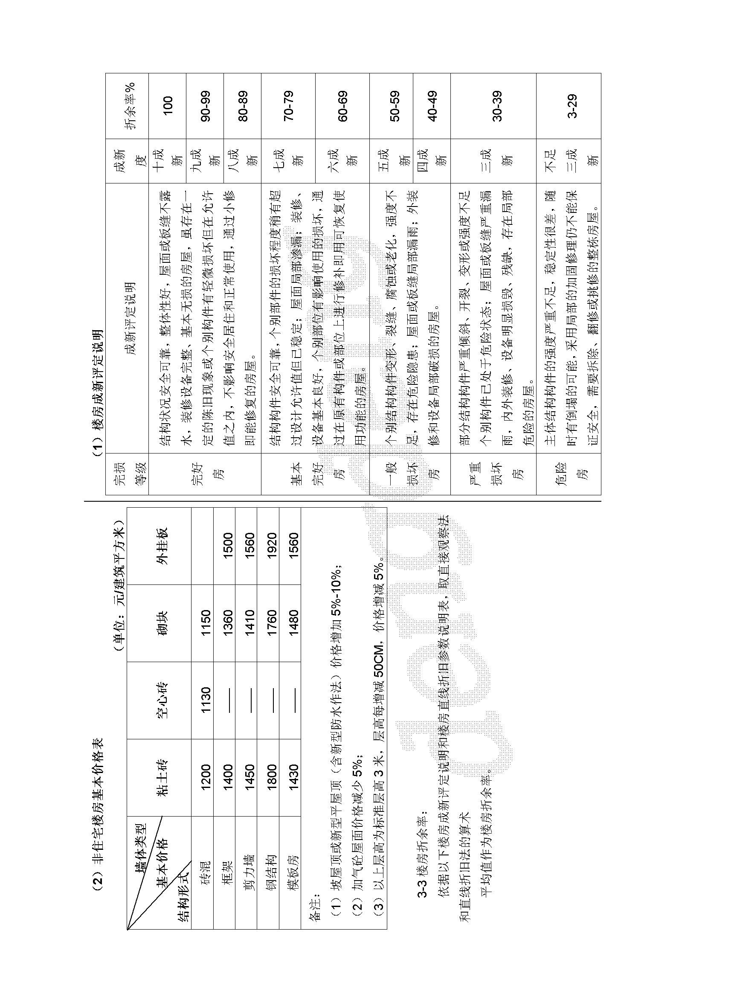 （2）非住宅楼房基本价格表
（单位：元/建筑平方米）
墙体类型
基本价格
结构形式
粘土砖 空心砖 砌块 外挂板
砖混 1200 1130 1150
框架 1400 —— 1360 1500
剪力墙 1450 —— 1410 1560
钢结构 1800 —— 1760 1920
模板房 1430 —— 1480 1560
备注：
（1）坡屋顶或新型平屋顶（含新型防水作法）价格增加 5%-10%；
（2）加气砼屋面价格减少 5%；
（3）以上层高为标准层高 3 米，层高每增减 50CM，价格增减 5%。
3-3 楼房折余率：
依据以下楼房成新评定说明和楼房直线折旧参数说明表，取直接观察法
和直线折旧法的算术
平均值作为楼房折余率。
（1）楼房成新评定说明
完损
等级
成新评定说明
成新
度
折余率%
完好
房
结构状况安全可靠，整体性好，屋面或板缝不露
水，装修设备完整、基本无损的房屋，虽存在一
定的陈旧现象或个别构件有轻微损坏但在允许
值之内，不影响安全居住和正常使用，通过小修
即能修复的房屋。
十成
新
100
九成
新
90-99
八成
新
80-89
基本
完好
房
结构构件安全可靠，个别部件的损坏程度稍有超
过设计允许值但已稳定；屋面局部渗漏；装修、
设备基本良好，个别部位有影响使用的损坏，通
过在原有构件或部位上进行修补即用可恢复使
用功能的房屋。
七成
新
70-79
六成
新
60-69
一般
损坏
房
个别结构构件变形、裂缝、腐蚀或老化，强度不
足，存在危险隐患；屋面或板缝局部漏雨；外装
修和设备局部破损的房屋。
五成
新
50-59
四成
新
40-49
严重
损坏
房
部分结构构件严重倾斜、开裂、变形或强度不足
个别构件已处于危险状态；屋面或板缝严重漏
雨，内外装修、设备明显损毁、残缺，存在局部
危险的房屋。
三成
新
30-39
危险
房
主体结构构件的强度严重不足，稳定性很差，随
时有倒塌的可能，采用局部的加固修理仍不能保
证安全，需要拆除、翻修或挑修的整栋房屋。
不足
三成
新
3-29